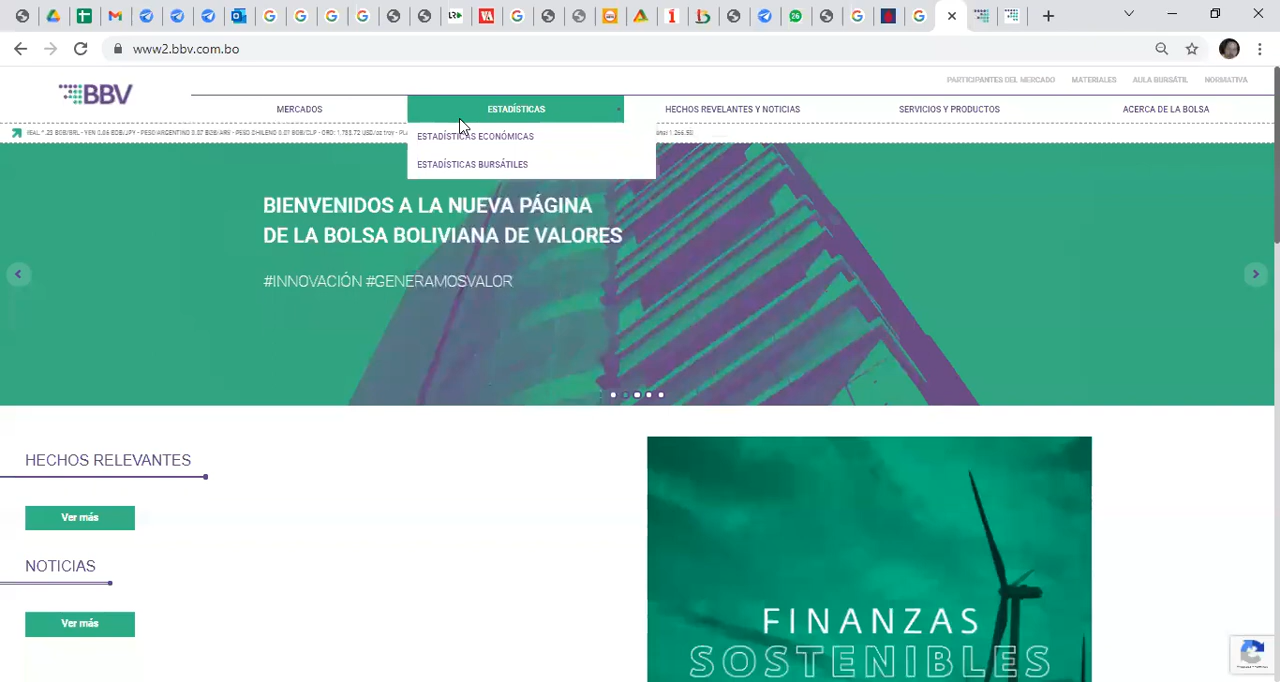 www2.bbv.com.bo
PARTICIPANTES DEL MERCADO MATERIALES AULA BURSÁTIL NORMATIVA
BBV
MERCADOS ESTADÍSTICAS HECHOS REVELANTES Y NOTICIAS SERVICIOS Y PRODUCTOS ACERCA DE LA BOLSA
ESTADÍSTICAS ECONÓMICAS
ESTADÍSTICAS BURSÁTILES
BIENVENIDOS A LA NUEVA PÁGINA
DE LA BOLSA BOLIVIANA DE VALORES
#INNOVACIÓN #GENERAMOSVALOR
HECHOS RELEVANTES
Ver más
NOTICIAS
Ver más
FINANZAS
SOSTENIBLES